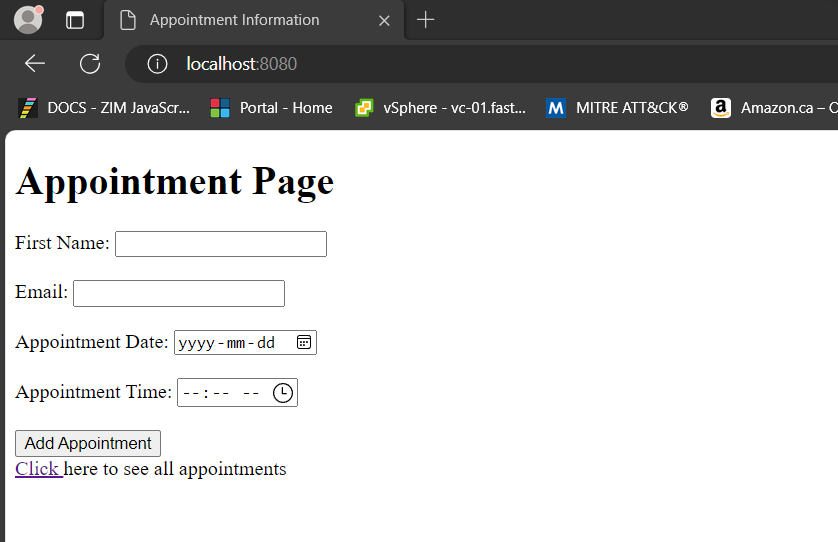 Appointment Information
localhost:8080
DOCS - ZIM JavaScr... Portal - Home vSphere - vc-01.fast... MITRE ATT&CK® Amazon.ca – O
Appointment Page
First Name:
Email:
Appointment Date: yyyy-mm-dd
Appointment Time: --:-- --
Add Appointment
Click here to see all appointments